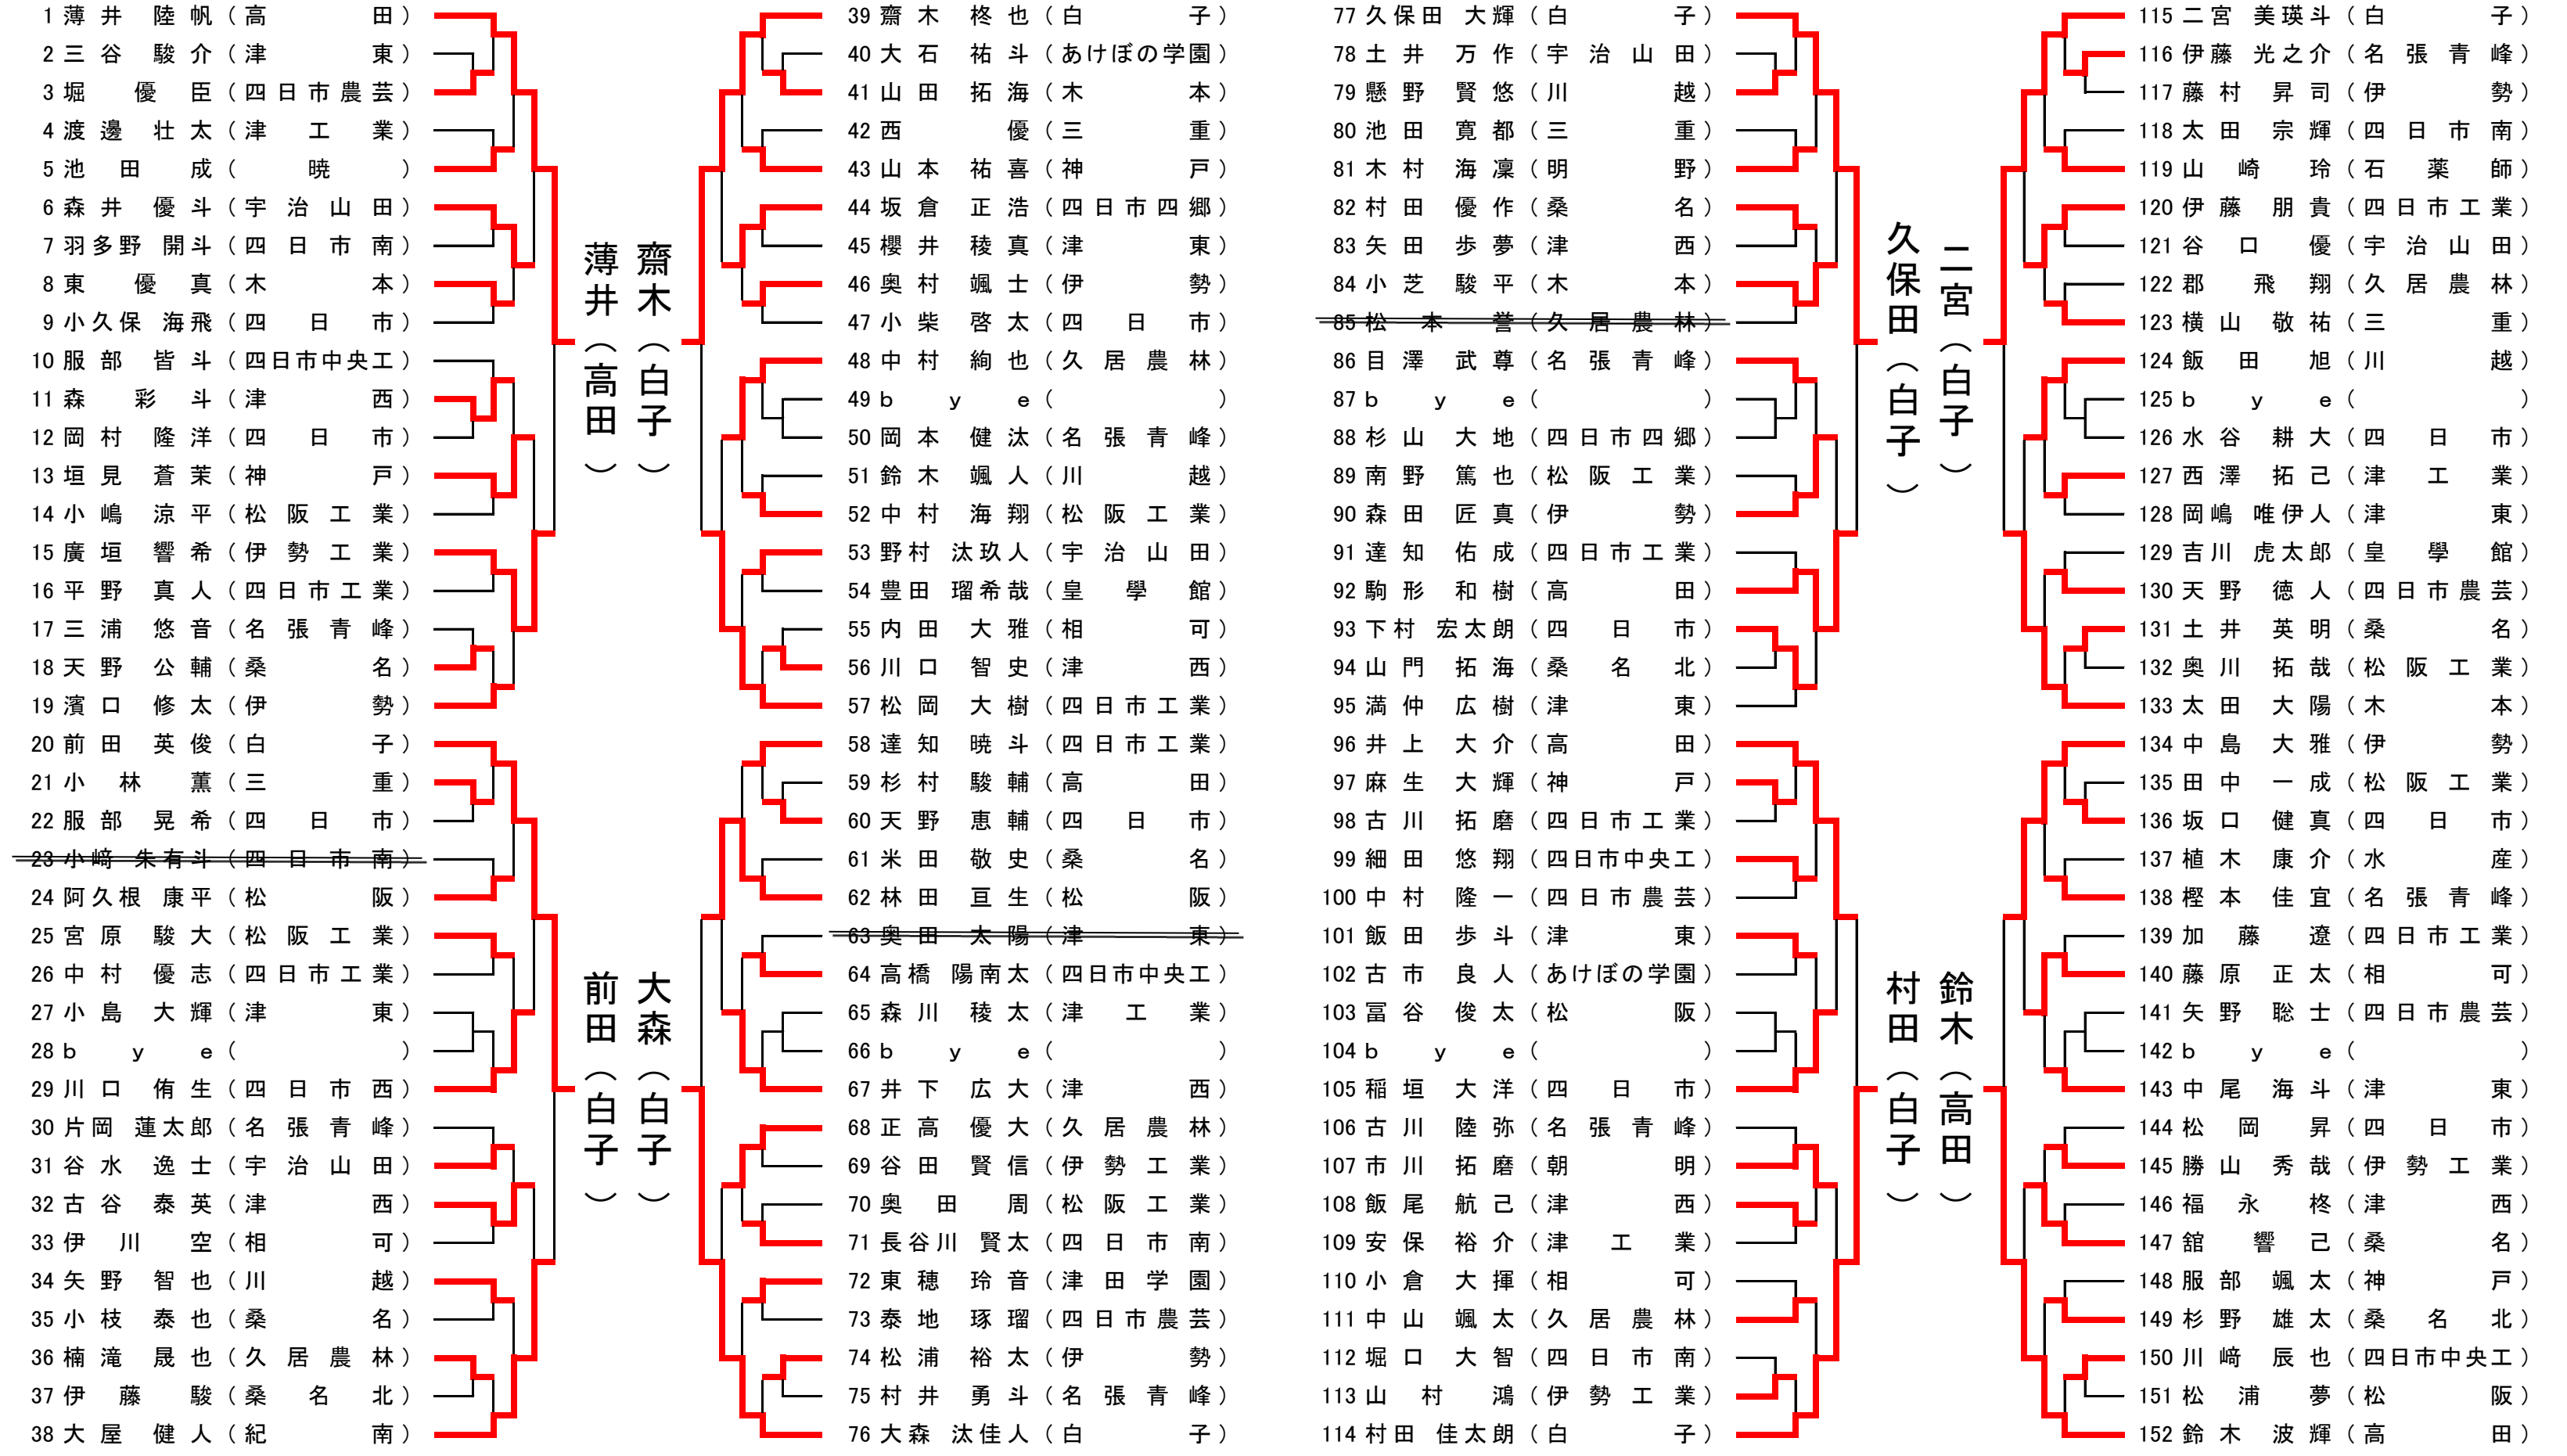 1 薄井 陸帆（高田）
2 三谷 駿介（津東）
3 堀 優臣（四日市農芸）
4 渡邊 壮太（津工業）
5 池田 成（暁）
6 森井 優斗（宇治山田）
7 羽多野 開斗（四日市南）
8 東 優真（木本）
9 小久保 海飛（四日市）
10 服部 皆斗（四日市中央工）
11 森 彩斗（津西）
12 岡村 隆洋（四日市）
13 垣見 蒼茉（神戸）
14 小嶋 涼平（松阪工業）
15 廣垣 響希（伊勢工業）
16 平野 真人（四日市工業）
17 三浦 悠音（名張青峰）
18 天野 公輔（桑名）
19 濱口 修太（伊勢）
20 前田 英俊（白子）
21 小林 薫（三重）
22 服部 晃希（四日市）
23 小﨑 朱有斗（四日市南）
24 阿久根 康平（松阪）
25 宮原 駿大（松阪工業）
26 中村 優志（四日市工業）
27 小島 大輝（津東）
28 ｂｙｅ（）
29 川口 侑生（四日市西）
30 片岡 蓮太郎（名張青峰）
31 谷水 逸士（宇治山田）
32 古谷 泰英（津西）
33 伊川 空（相可）
34 矢野 智也（川越）
35 小枝 泰也（桑名）
36 楠滝 晟也（久居農林）
37 伊藤 駿（桑名北）
38 大屋 健人（紀南）
薄井（高田）
齋木（白子）
前田（白子）
大森（白子）
39 齋木 柊也（白子）
40 大石 祐斗（あけぼの学園）
41 山田 拓海（木本）
42 西 優（三重）
43 山本 祐喜（神戸）
44 坂倉 正浩（四日市四郷）
45 櫻井 稜真（津東）
46 奥村 颯士（伊勢）
47 小柴 啓太（四日市）
48 中村 絢也（久居農林）
49 ｂｙｅ（）
50 岡本 健汰（名張青峰）
51 鈴木 颯人（川越）
52 中村 海翔（松阪工業）
53 野村 汰玖人（宇治山田）
54 豊田 瑠希哉（皇學館）
55 内田 大雅（相可）
56 川口 智史（津西）
57 松岡 大樹（四日市工業）
58 達知 暁斗（四日市工業）
59 杉村 駿輔（高田）
60 天野 恵輔（四日市）
61 米田 敬史（桑名）
62 林田 亘生（松阪）
63 奥田 太陽（津東）
64 高橋 陽南太（四日市中央工）
65 森川 稜太（津工業）
66 ｂｙｅ（）
67 井下 広大（津西）
68 正高 優大（久居農林）
69 谷田 賢信（伊勢工業）
70 奥田 周（松阪工業）
71 長谷川 賢太（四日市南）
72 東穂 玲音（津田学園）
73 泰地 琢瑠（四日市農芸）
74 松浦 裕太（伊勢）
75 村井 勇斗（名張青峰）
76 大森 汰佳人（白子）
77 久保田 大輝（白子）
78 土井 万作（宇治山田）
79 懸野 賢悠（川越）
80 池田 寛都（三重）
81 木村 海凜（明野）
82 村田 優作（桑名）
83 矢田 歩夢（津西）
84 小芝 駿平（木本）
85 松本 誉（久居農林）
86 目澤 武尊（名張青峰）
87 ｂｙｅ（）
88 杉山 大地（四日市四郷）
89 南野 篤也（松阪工業）
90 森田 匠真（伊勢）
91 達知 佑成（四日市工業）
92 駒形 和樹（高田）
93 下村 宏太朗（四日市）
94 山門 拓海（桑名北）
95 満仲 広樹（津東）
96 井上 大介（高田）
97 麻生 大輝（神戸）
98 古川 拓磨（四日市工業）
99 細田 悠翔（四日市中央工）
100 中村 隆一（四日市農芸）
101 飯田 歩斗（津東）
102 古市 良人（あけぼの学園）
103 冨谷 俊太（松阪）
104 ｂｙｅ（）
105 稲垣 大洋（四日市）
106 古川 陸弥（名張青峰）
107 市川 拓磨（朝明）
108 飯尾 航己（津西）
109 安保 裕介（津工業）
110 小倉 大揮（相可）
111 中山 颯太（久居農林）
112 堀口 大智（四日市南）
113 山村 鴻（伊勢工業）
114 村田 佳太朗（白子）
久保田（白子）
二宮（白子）
村田（白子）
鈴木（高田）
115 二宮 美瑛斗（白子）
116 伊藤 光之介（名張青峰）
117 藤村 昇司（伊勢）
118 太田 宗輝（四日市南）
119 山崎 玲（石薬師）
120 伊藤 朋貴（四日市工業）
121 谷口 優（宇治山田）
122 郡 飛翔（久居農林）
123 横山 敬祐（三重）
124 飯田 旭（川越）
125 ｂｙｅ（）
126 水谷 耕大（四日市）
127 西澤 拓己（津工業）
128 岡嶋 唯伊人（津東）
129 吉川 虎太郎（皇學館）
130 天野 徳人（四日市農芸）
131 土井 英明（桑名）
132 奥川 拓哉（松阪工業）
133 太田 大陽（木本）
134 中島 大雅（伊勢）
135 田中 一成（松阪工業）
136 坂口 健真（四日市）
137 植木 康介（水産）
138 樫本 佳宜（名張青峰）
139 加藤 遼（四日市工業）
140 藤原 正太（相可）
141 矢野 聡士（四日市農芸）
142 ｂｙｅ（）
143 中尾 海斗（津東）
144 松岡 昇（四日市）
145 勝山 秀哉（伊勢工業）
146 福永 柊（津西）
147 舘 響己（桑名）
148 服部 颯太（神戸）
149 杉野 雄太（桑名北）
150 川﨑 辰也（四日市中央工）
151 松浦 夢（松阪）
152 鈴木 波輝（高田）